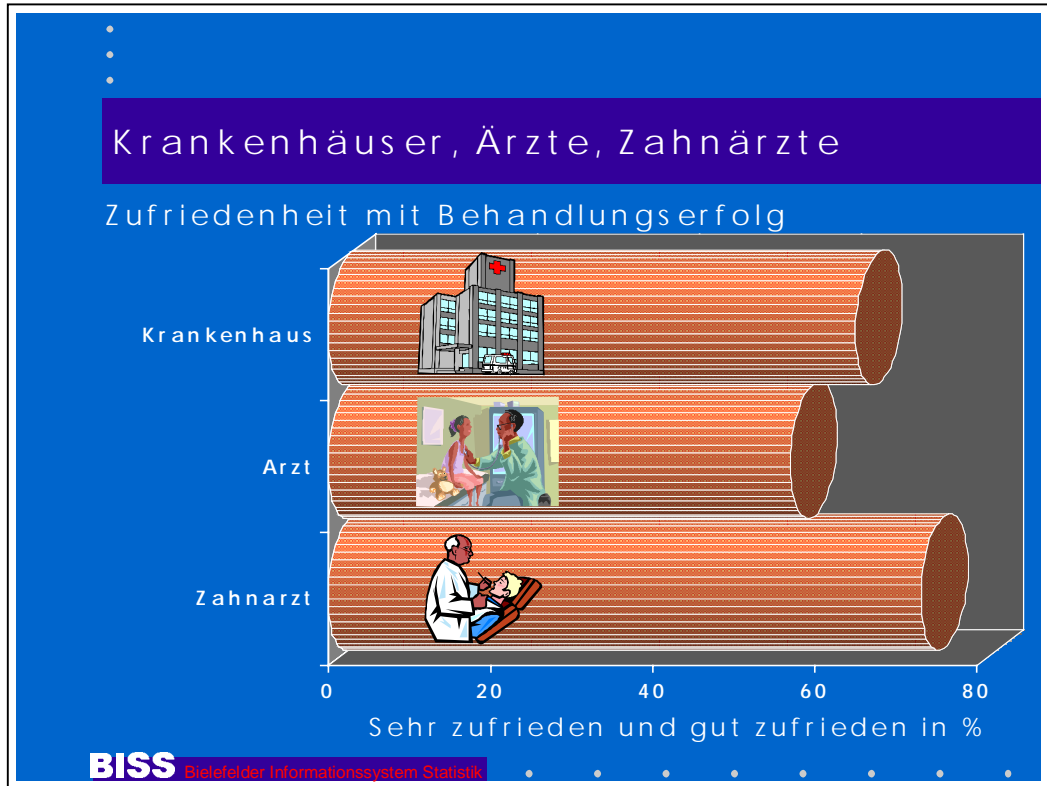 Krankenhäuser, Ärzte, Zahnärzte
Zufriedenheit mit Behandlungserfolg
Krankenhaus
Arzt
Zahnarzt
0 20 40 60 80
Sehr zufrieden und gut zufrieden in %
BISS Bielefelder Informationssystem Statistik